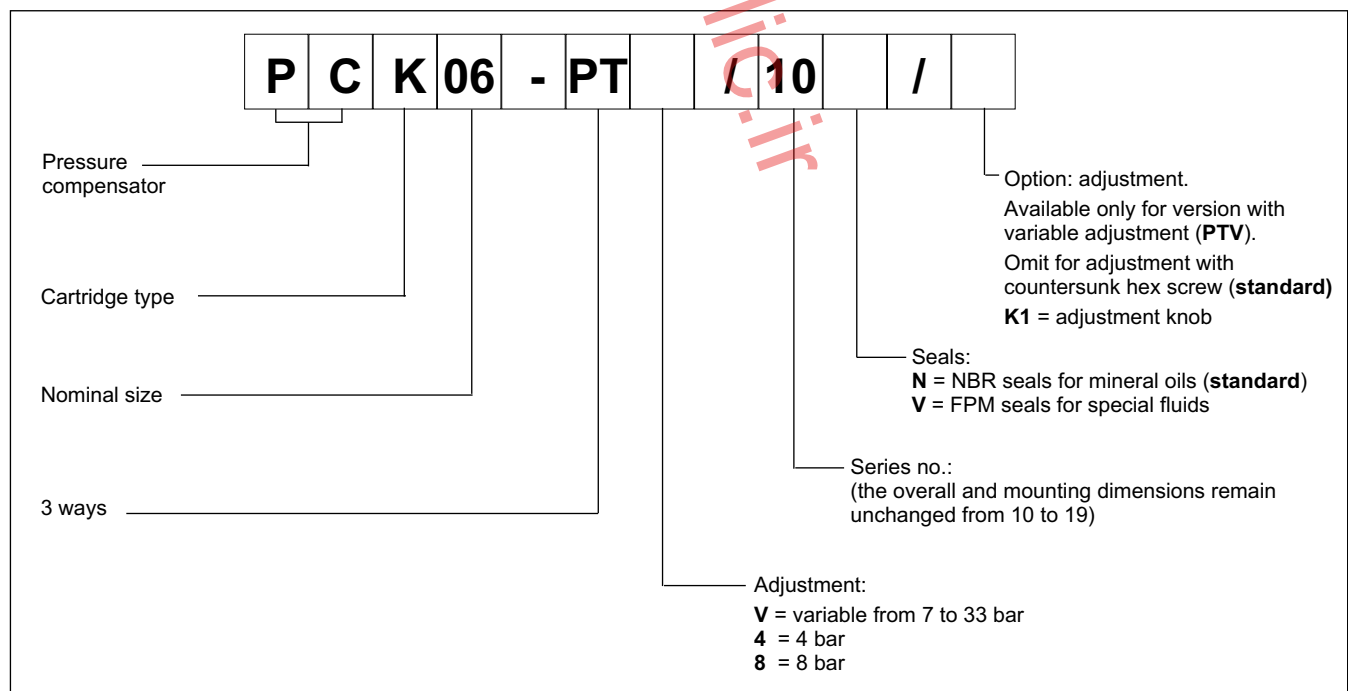 P C K 06 - PT / 10 /
Pressure
compensator
Cartridge type
Nominal size
3 ways
Option: adjustment.
Available only for version with
variable adjustment (PTV).
Omit for adjustment with
countersunk hex screw (standard)
K1 = adjustment knob
Seals:
N = NBR seals for mineral oils (standard)
V = FPM seals for special fluids
Series no.:
(the overall and mounting dimensions remain
unchanged from 10 to 19)
Adjustment:
V = variable from 7 to 33 bar
4 = 4 bar
8 = 8 bar
lic.ir